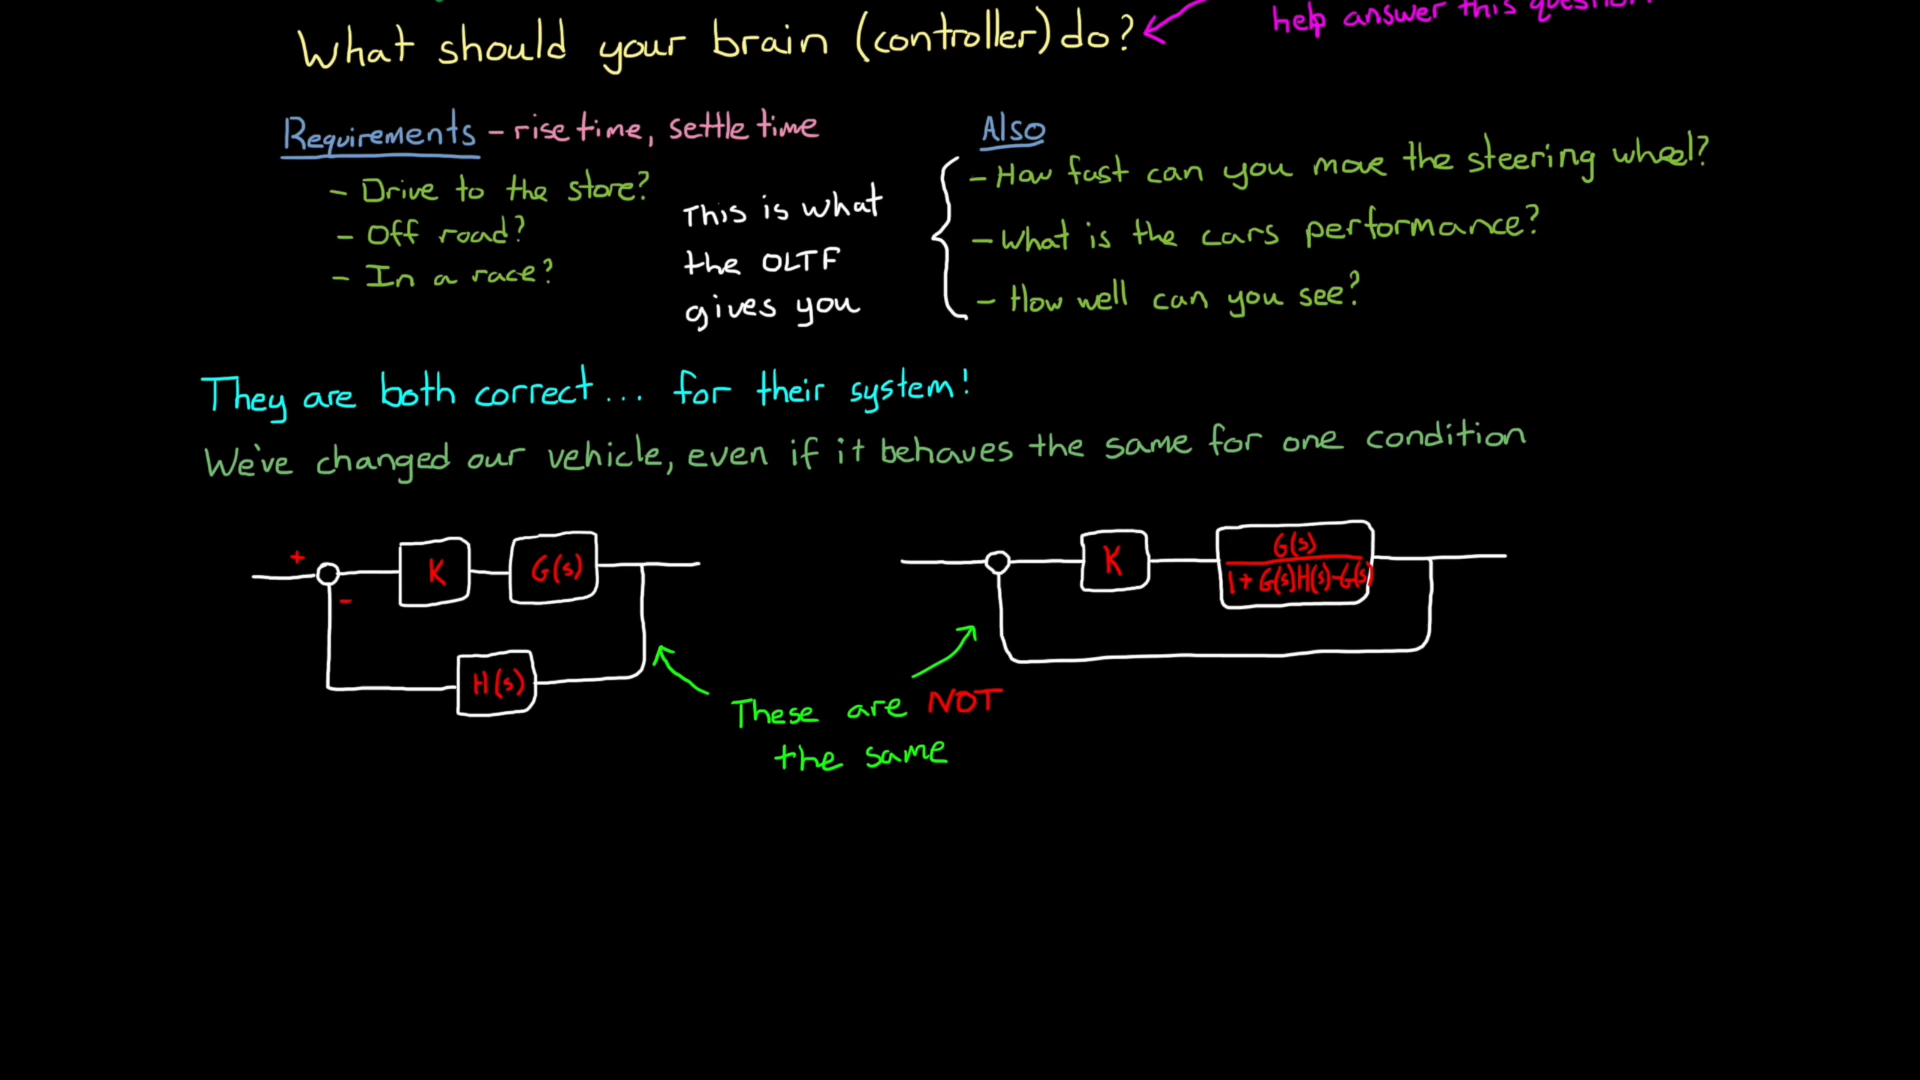 help answer this question
What should your brain (controller) do?
Requirements - rise time, settle time
- Drive to the store?
- Off road?
- In a race?
This is what
the OLTF
gives you
Also
- How fast can you move the steering wheel?
- What is the cars performance?
- How well can you see?
They are both correct... for their system!
We've changed our vehicle, even if it behaves the same for one condition
+
-
K
G(s)
H(s)
K
G(s)
1 + G(s)H(s)-G(s)
These are NOT
the same